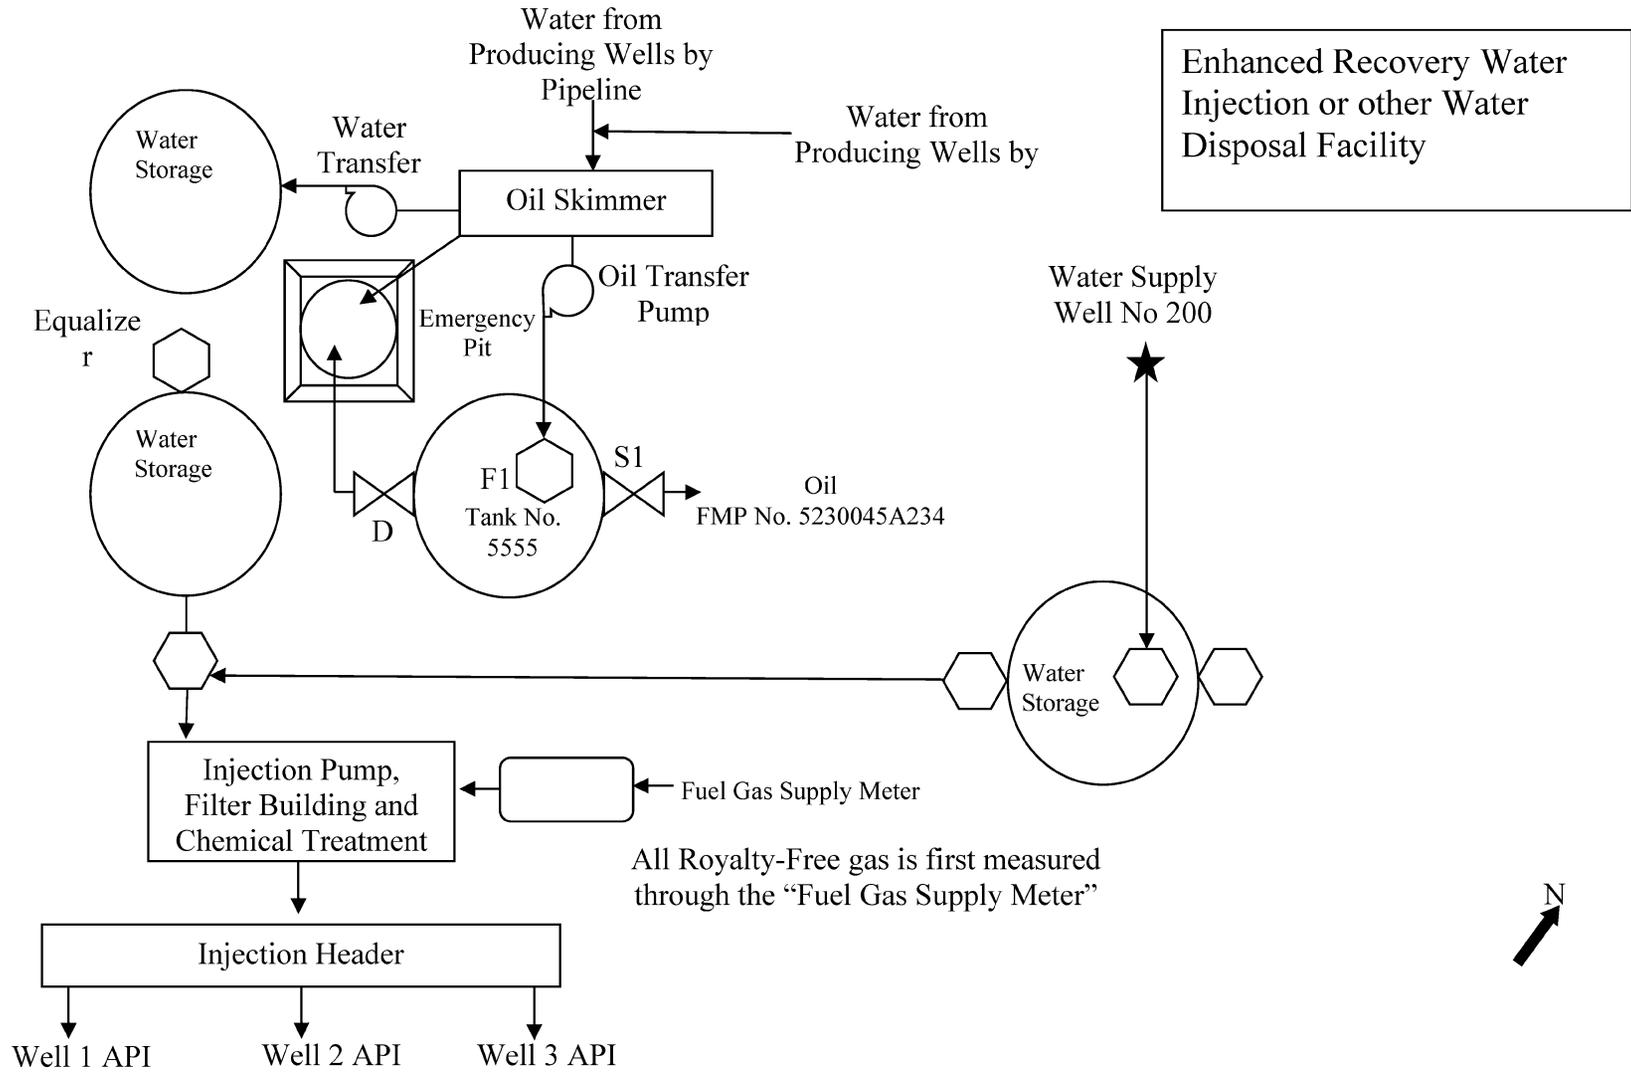 Water from
Producing Wells by
Pipeline
Enhanced Recovery Water
Injection or other Water
Disposal Facility
Water from
Producing Wells by
Water
Transfer
Water
Storage
Oil Skimmer
Oil Transfer
Pump
Water Supply
Well No 200
Emergency
Pit
Equalize
r
Water
Storage
S1
F1
Tank No.
5555
D
Oil
FMP No. 5230045A234
Water
Storage
Injection Pump,
Filter Building and
Chemical Treatment
Fuel Gas Supply Meter
All Royalty-Free gas is first measured
through the “Fuel Gas Supply Meter”
N
Injection Header
Well 1 API
Well 2 API
Well 3 API